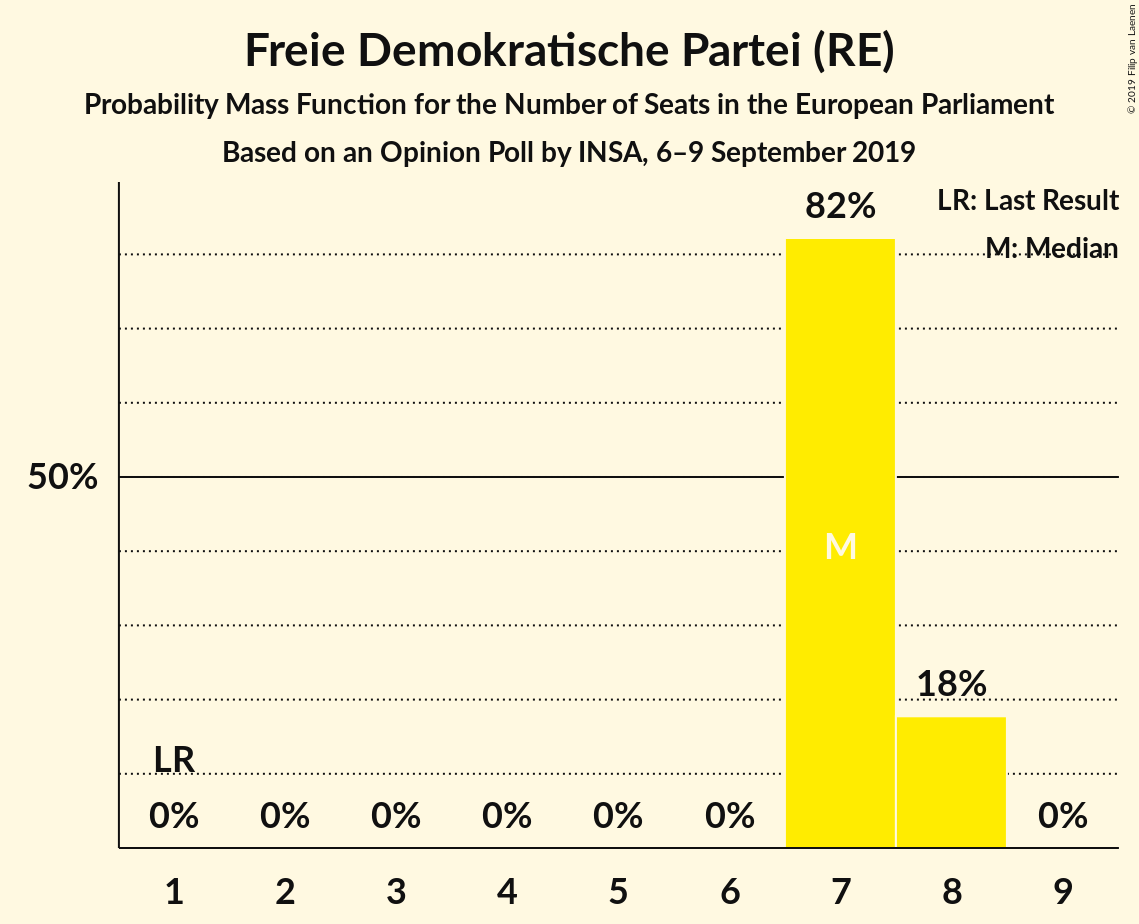 Freie Demokratische Partei (RE)
Probability Mass Function for the Number of Seats in the European Parliament
Based on an Opinion Poll by INSA, 6–9 September 2019
© 2019 Filip van Laenen
LR: Last Result
M: Median
82%
50%
M
18%
LR
0% 0% 0% 0% 0% 0% 0%
1 2 3 4 5 6 7 8 9